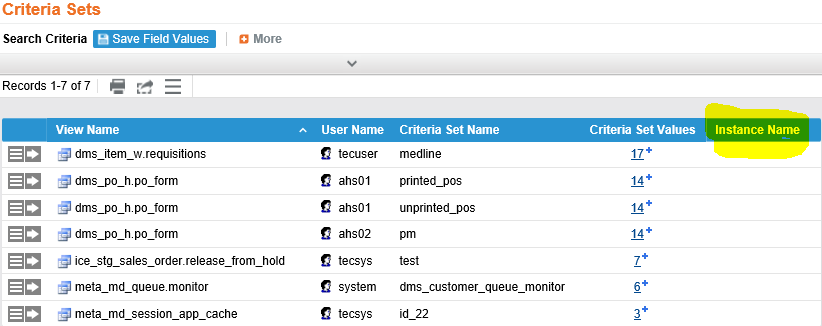 Criteria Sets
Search Criteria Save Field Values More
Records 1-7 of 7
View Name User Name Criteria Set Name Criteria Set Values Instance Name
dms_item_w.requisitions tecuser medline 17+
dms_po_h.po_form ahs01 printed_pos 14+
dms_po_h.po_form ahs01 unprinted_pos 14+
dms_po_h.po_form ahs02 pm 14+
ice_stg_sales_order.release_from_hold tecsys test 7+
meta_md_queue.monitor system dms_customer_queue_monitor 6+
meta_md_session_app_cache tecsys id_22 3+